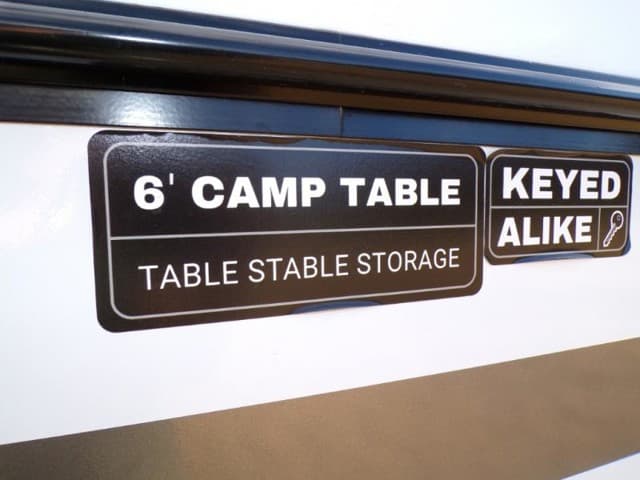 6' CAMP TABLE
TABLE STABLE STORAGE
KEYED
ALIKE